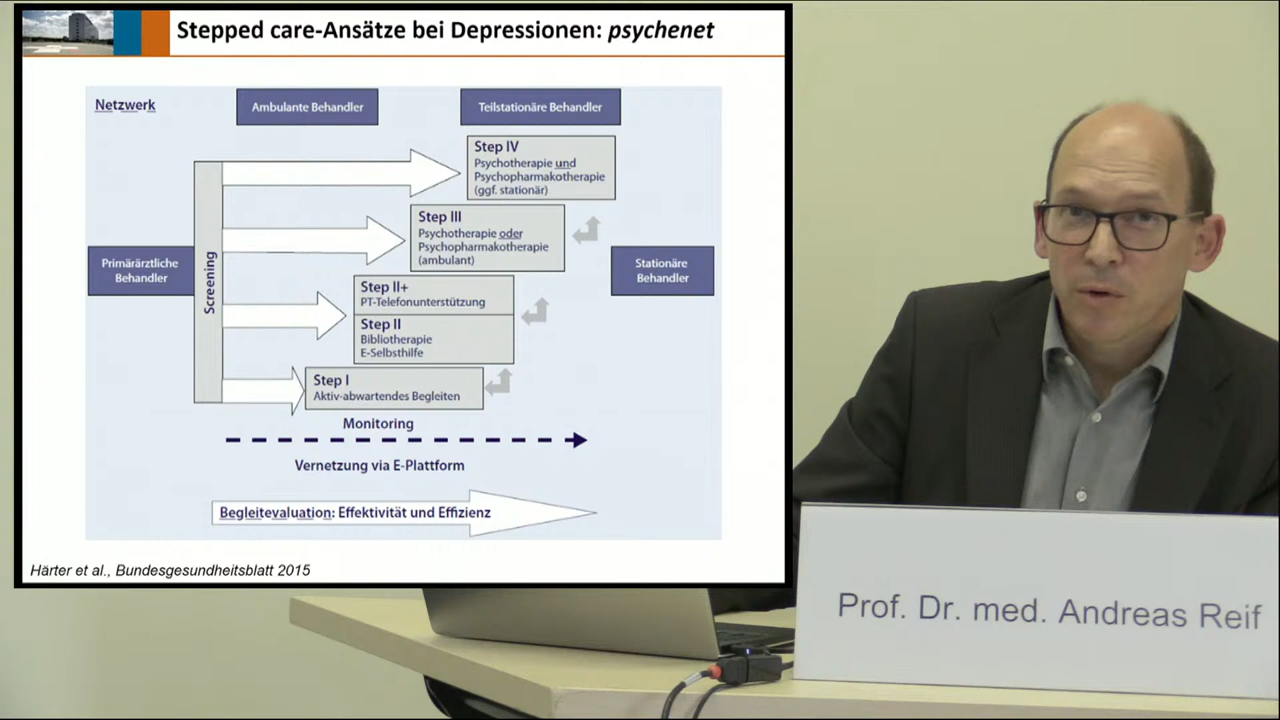 Stepped care-Ansätze bei Depressionen: psychenet
Netzwerk
Ambulante Behandler
Teilstationäre Behandler
Step IV
Psychotherapie und
Psychopharmakotherapie
(ggf. stationär)
Step III
Psychotherapie oder
Psychopharmakotherapie
(ambulant)
Primärärztliche
Behandler
Screening
Stationäre
Behandler
Step II+
PT-Telefonunterstützung
Step II
Bibliotherapie
E-Selbsthilfe
Step I
Aktiv-abwartendes Begleiten
Monitoring
Vernetzung via E-Plattform
Begleitevaluation: Effektivität und Effizienz
Härter et al., Bundesgesundheitsblatt 2015
Prof. Dr. med. Andreas Reif